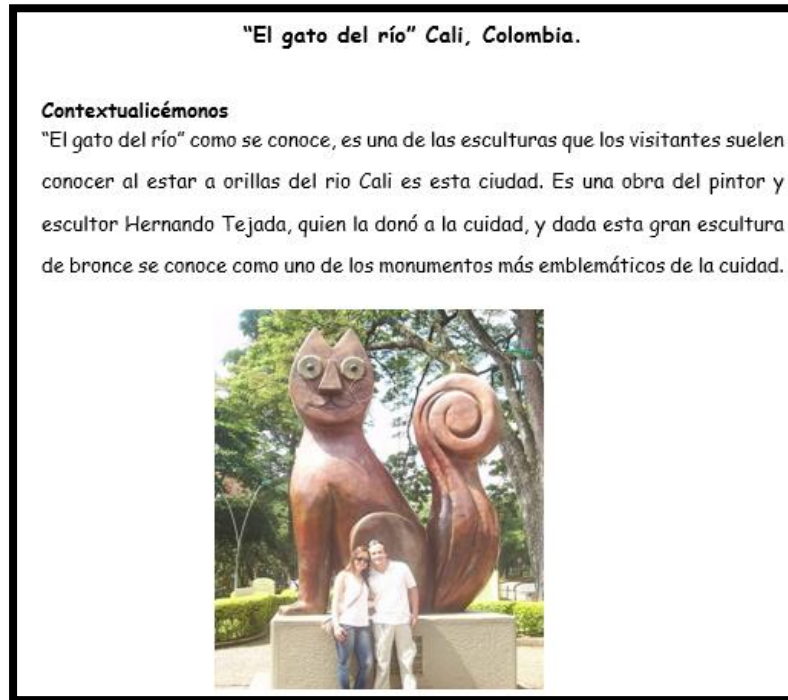 “El gato del río” Cali, Colombia.
Contextualicémonos
“El gato del río” como se conoce, es una de las esculturas que los visitantes suelen
conocer al estar a orillas del rio Cali es esta ciudad. Es una obra del pintor y
escultor Hernando Tejada, quien la donó a la cuidad, y dada esta gran escultura
de bronce se conoce como uno de los monumentos más emblemáticos de la cuidad.